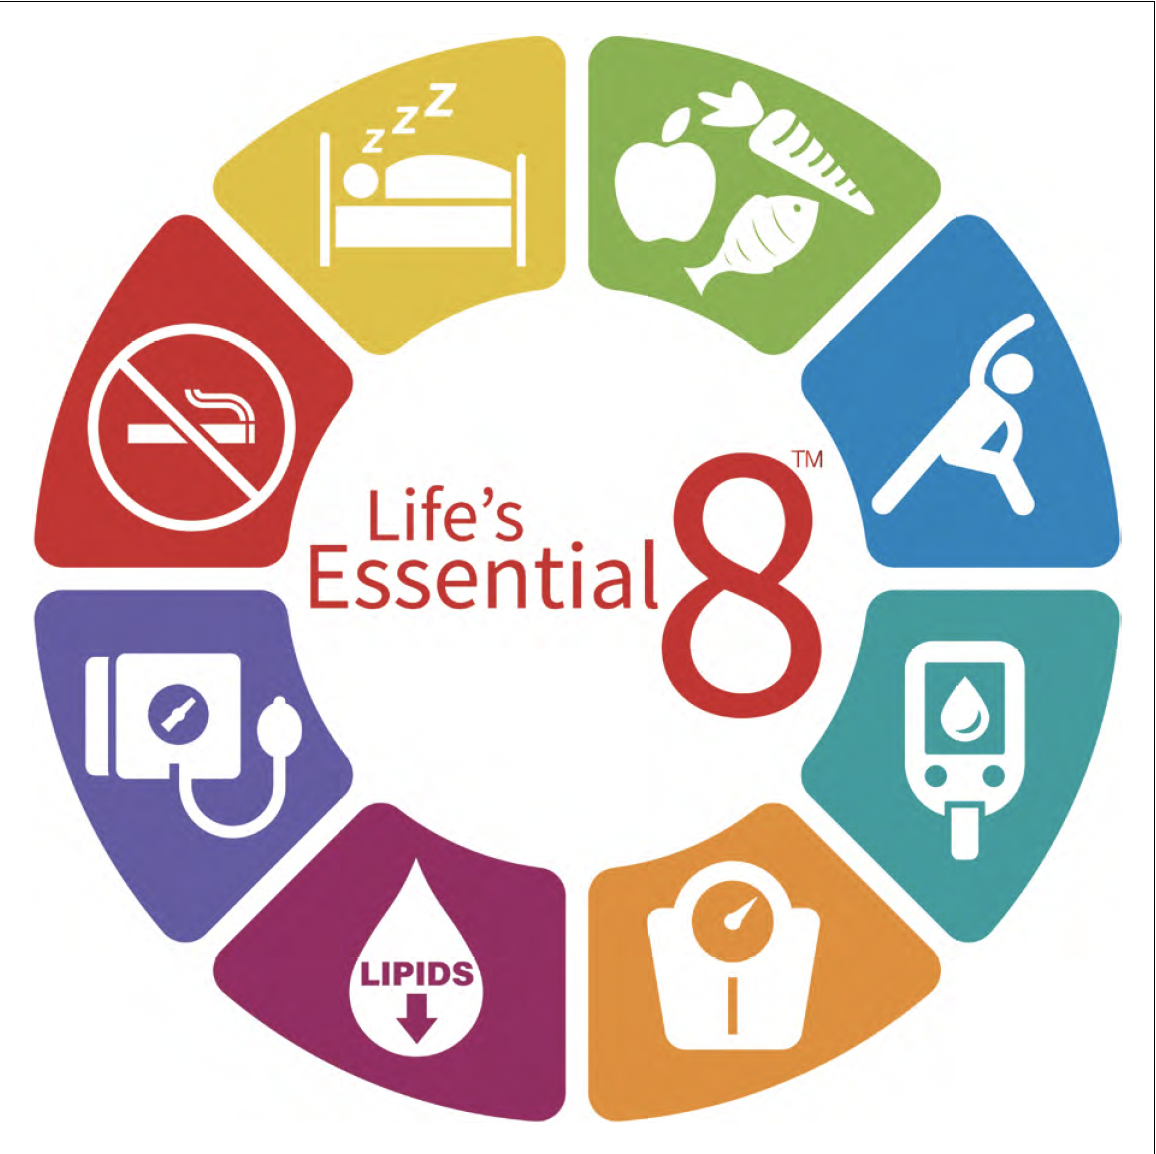 z z z
Life's
Essential 8™
LIPIDS